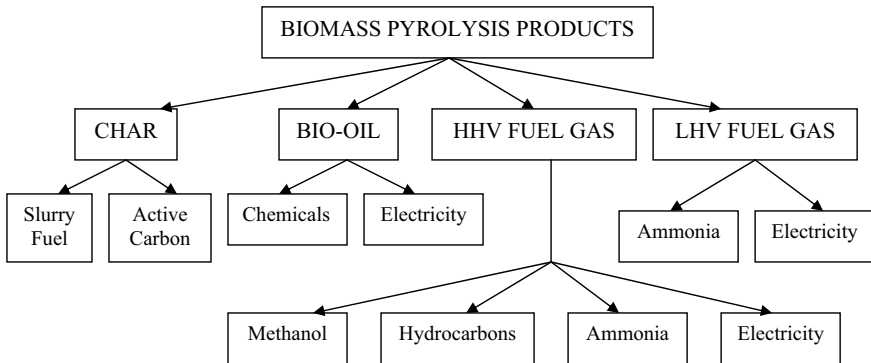 BIOMASS PYROLYSIS PRODUCTS
CHAR
BIO-OIL
HHV FUEL GAS
LHV FUEL GAS
Slurry
Fuel
Active
Carbon
Chemicals
Electricity
Ammonia
Electricity
Methanol
Hydrocarbons
Ammonia
Electricity